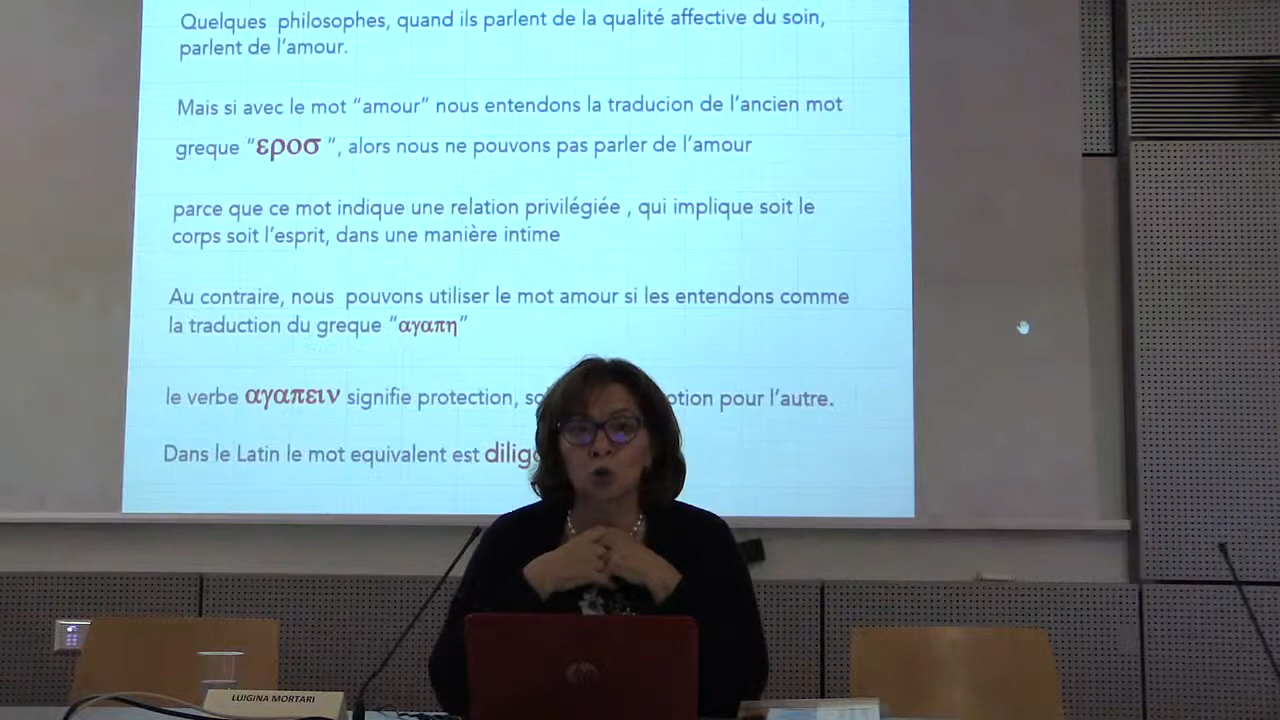 Quelques philosophes, quand ils parlent de la qualité affective du soin,
parlent de l'amour.
Mais si avec le mot "amour" nous entendons la traducion de l'ancien mot
greque "εροσ ", alors nous ne pouvons pas parler de l'amour
parce que ce mot indique une relation privilégiée , qui implique soit le
corps soit l'esprit, dans une manière intime
Au contraire, nous pouvons utiliser le mot amour si les entendons comme
la traduction du greque "αγαπη"
le verbe αγαπειν signifie protection, pour l'autre.
Dans le Latin le mot equivalent est
LUIGINA MORTARI
hp